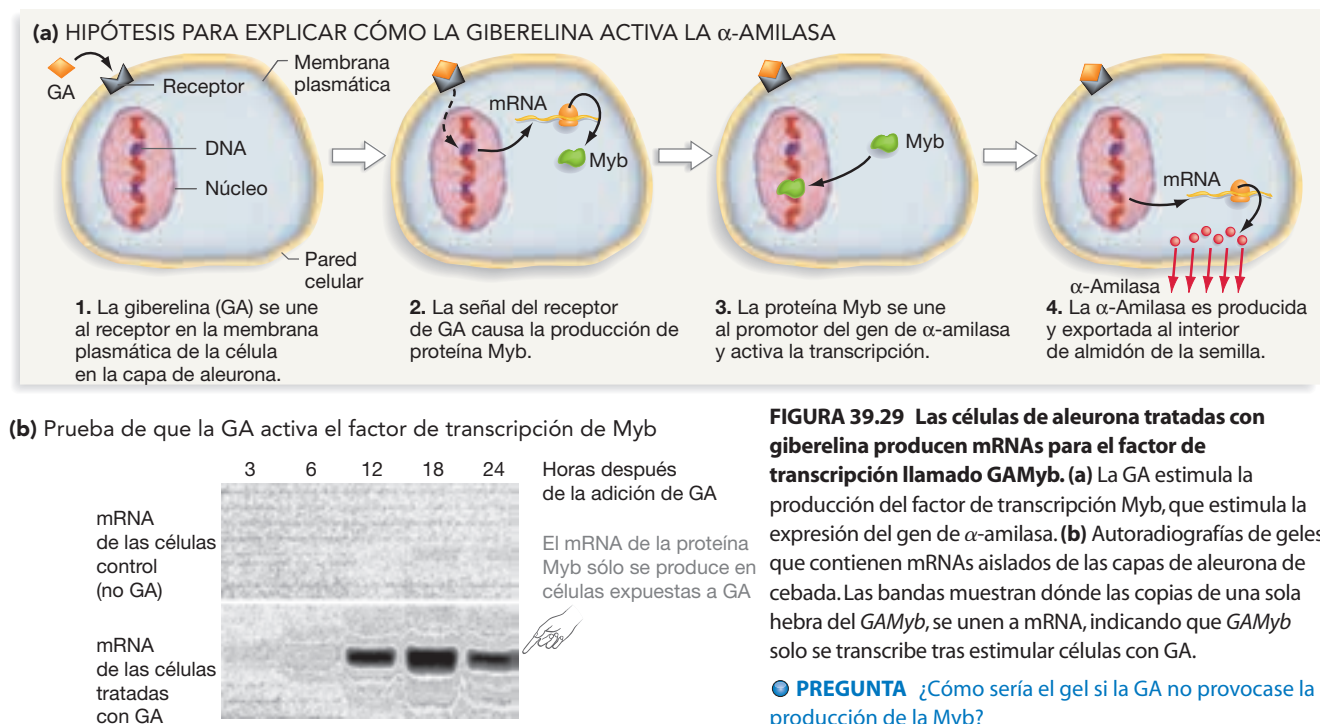 (a) HIPÓTESIS PARA EXPLICAR CÓMO LA GIBERELINA ACTIVA LA α-AMILASA
GA
Receptor
Membrana
plasmática
DNA
Núcleo
Pared
celular
mRNA
Myb
Myb
mRNA
α-Amilasa
1. La giberelina (GA) se une
al receptor en la membrana
plasmática de la célula
en la capa de aleurona.
2. La señal del receptor
de GA causa la producción de
proteína Myb.
3. La proteína Myb se une
al promotor del gen de α-amilasa
y activa la transcripción.
4. La α-Amilasa es producida
y exportada al interior
de almidón de la semilla.
(b) Prueba de que la GA activa el factor de transcripción de Myb
3 6 12 18 24
Horas después
de la adición de GA
mRNA
de las células
control
(no GA)
El mRNA de la proteína
Myb sólo se produce en
células expuestas a GA
mRNA
de las células
tratadas
con GA
FIGURA 39.29 Las células de aleurona tratadas con
giberelina producen mRNAs para el factor de
transcripción llamado GAMyb. (a) La GA estimula la
producción del factor de transcripción Myb, que estimula la
expresión del gen de α-amilasa. (b) Autoradiografías de geles
que contienen mRNAs aislados de las capas de aleurona de
cebada. Las bandas muestran dónde las copias de una sola
hebra del GAMyb, se unen a mRNA, indicando que GAMyb
solo se transcribe tras estimular células con GA.
PREGUNTA ¿Cómo sería el gel si la GA no provocase la
producción de la Myb?